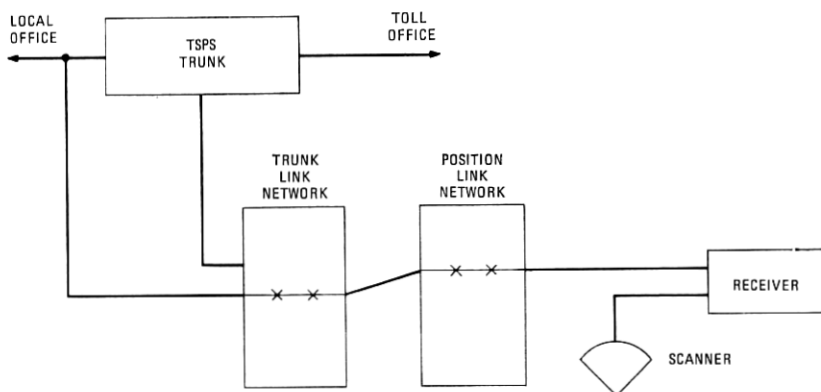 LOCAL
OFFICE
TSPS
TRUNK
TOLL
OFFICE
TRUNK
LINK
NETWORK
POSITION
LINK
NETWORK
RECEIVER
SCANNER